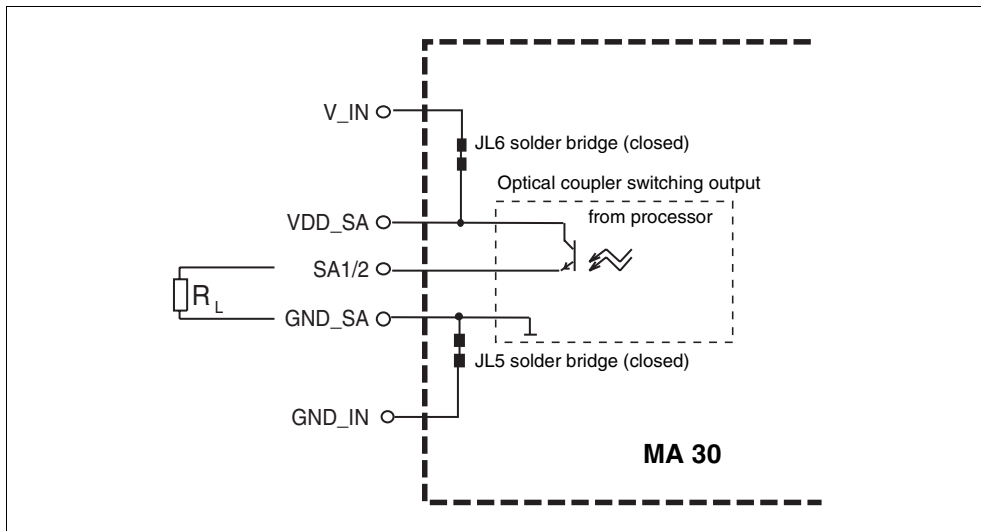 V_IN
JL6 solder bridge (closed)
Optical coupler switching output
from processor
VDD_SA
SA1/2
RL
GND_SA
JL5 solder bridge (closed)
GND_IN
MA 30